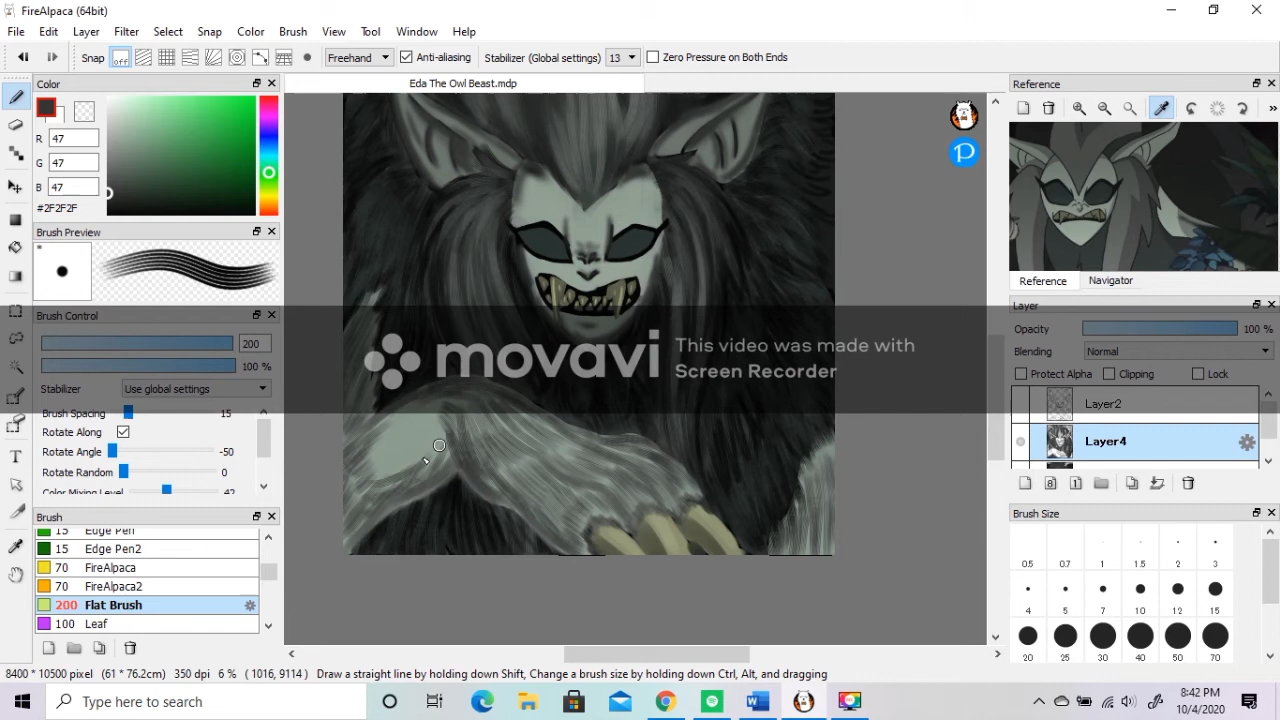 FireAlpaca (64bit)
File Edit Layer Filter Select Snap Color Brush View Tool Window Help
Snap off Freehand Anti-aliasing Stabilizer (Global settings) 13 Zero Pressure on Both Ends
Color
Eda The Owl Beast.mdp
Reference
R 47
G 47
B 47
#2F2F2F
Brush Preview
Brush Control
200
100 %
Stabilizer Use global settings
Brush Spacing 15
Rotate Along
Rotate Angle -50
Rotate Random 0
Color Mixing Level 42
Brush
15 Edge Pen
15 Edge Pen2
70 FireAlpaca
70 FireAlpaca2
200 Flat Brush
100 Leaf
movavi
This video was made with
Screen Recorder
Reference Navigator
Layer
Opacity 100 %
Blending Normal
Protect Alpha Clipping Lock
Layer2
Layer4
Brush Size
0.5 0.7 1 1.5 2 3
4 5 7 10 12 15
20 25 30 40 50 70
8400 * 10500 pixel (61 * 76.2cm) 350 dpi 6 % ( 1016, 9114 ) Draw a straight line by holding down Shift, Change a brush size by holding down Ctrl, Alt, and dragging
Type here to search
8:42 PM
10/4/2020